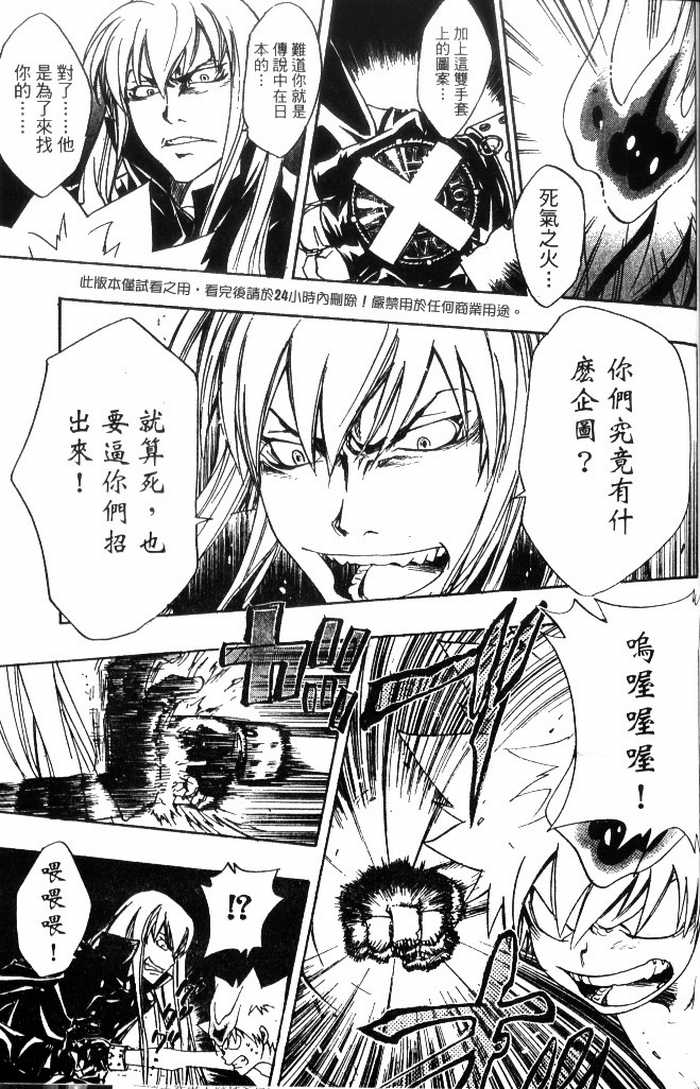 死氣之火…
加上這雙手套
上的圖案…
難道你就是
傳說中在日
本的……
對了……他
是為了來找
你的……
此版本僅試看之用，看完後請於24小時內刪除！嚴禁用於任何商業用途。
你們究竟有什
麼企圖？
就算死，也
要逼你們招
出來！
嗚喔喔喔！
!?
喂喂喂！